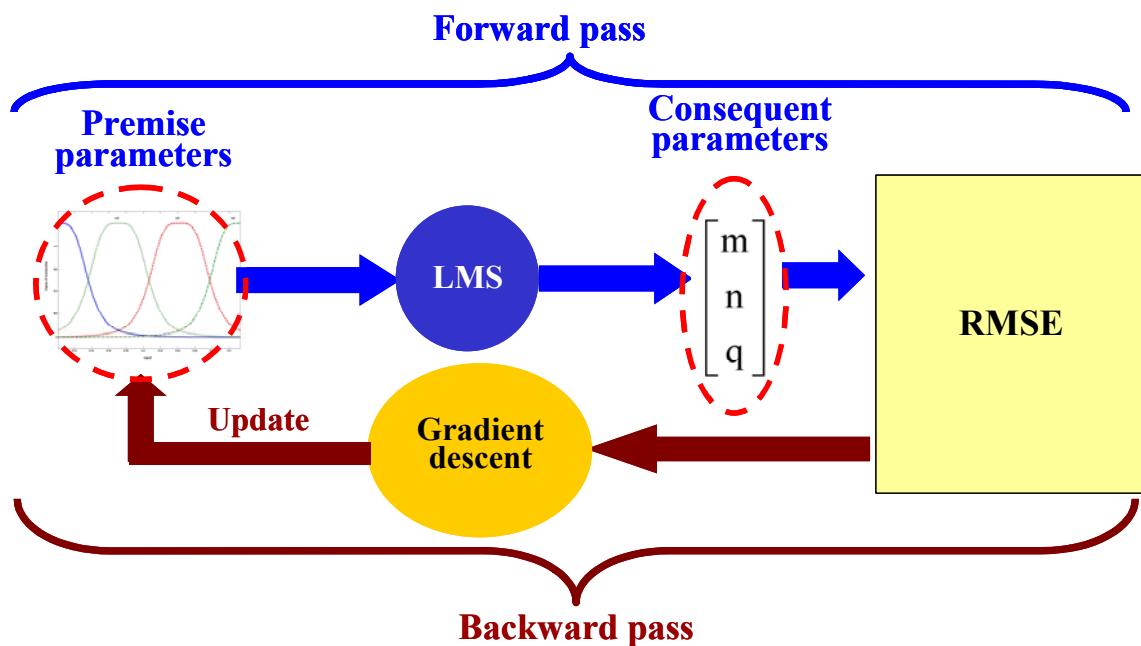 Forward pass
Premise
parameters
Consequent
parameters
LMS
m
n
q
RMSE
Update
Gradient
descent
Backward pass